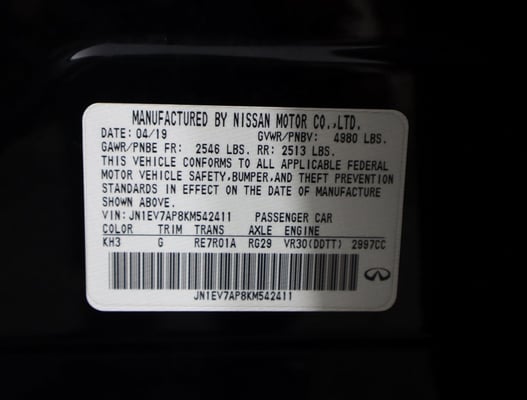 MANUFACTURED BY NISSAN MOTOR CO.,LTD.
DATE: 04/19 GVWR/PNBV: 4980 LBS.
GAWR/PNBE FR: 2546 LBS. RR: 2513 LBS.
THIS VEHICLE CONFORMS TO ALL APPLICABLE FEDERAL
MOTOR VEHICLE SAFETY,BUMPER,AND THEFT PREVENTION
STANDARDS IN EFFECT ON THE DATE OF MANUFACTURE
SHOWN ABOVE.
VIN: JN1EV7AP8KM542411 PASSENGER CAR
COLOR TRIM TRANS AXLE ENGINE
KH3 G RE7R01A RG29 VR30(DDTT) 2997CC
JN1EV7AP8KM542411